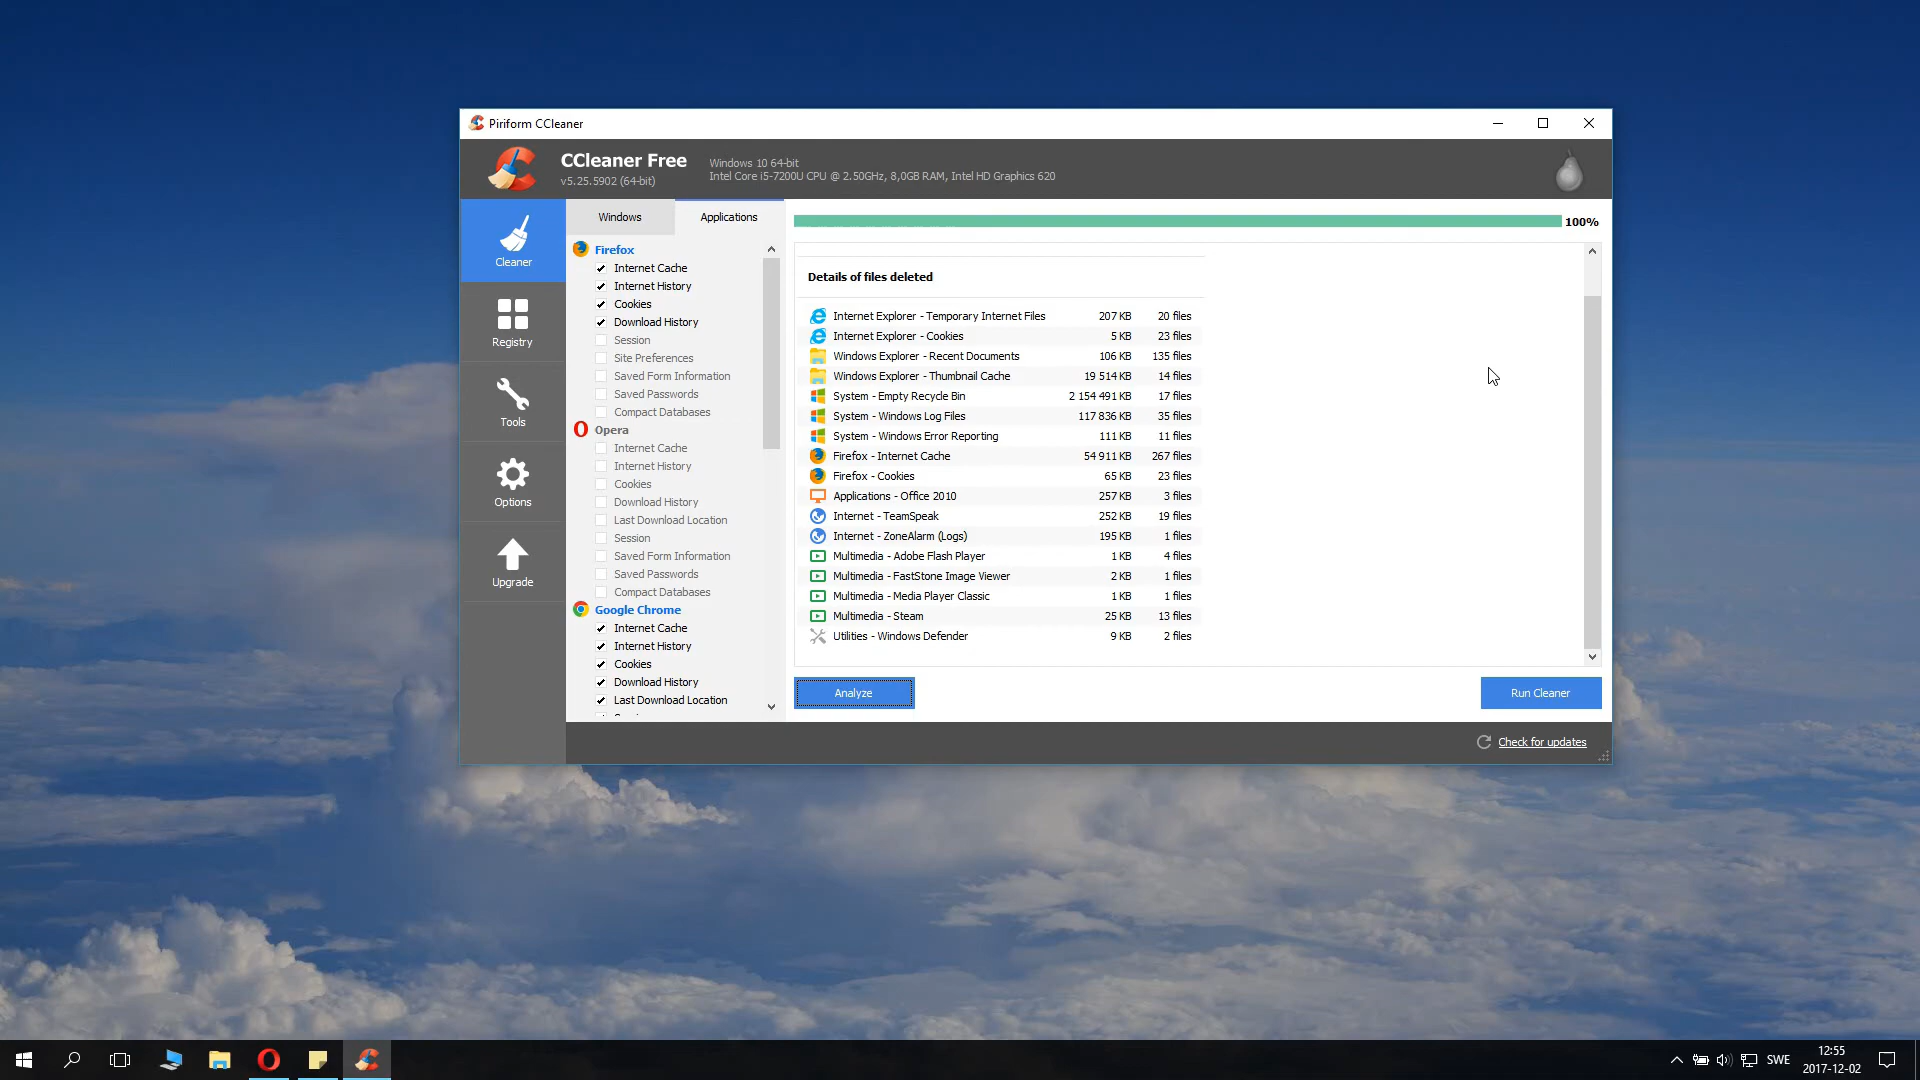 Piriform CCleaner
CCleaner Free
v5.25.5902 (64-bit)
Windows 10 64-bit
Intel Core i5-7200U CPU @ 2.50GHz, 8,0GB RAM, Intel HD Graphics 620
Cleaner
Registry
Tools
Options
Upgrade
Windows
Applications
Firefox
Internet Cache
Internet History
Cookies
Download History
Session
Site Preferences
Saved Form Information
Saved Passwords
Compact Databases
Opera
Internet Cache
Internet History
Cookies
Download History
Last Download Location
Session
Saved Form Information
Saved Passwords
Compact Databases
Google Chrome
Internet Cache
Internet History
Cookies
Download History
Last Download Location
100%
Details of files deleted
Internet Explorer - Temporary Internet Files 207 KB 20 files
Internet Explorer - Cookies 5 KB 23 files
Windows Explorer - Recent Documents 106 KB 135 files
Windows Explorer - Thumbnail Cache 19 514 KB 14 files
System - Empty Recycle Bin 2 154 491 KB 17 files
System - Windows Log Files 117 836 KB 35 files
System - Windows Error Reporting 111 KB 11 files
Firefox - Internet Cache 54 911 KB 267 files
Firefox - Cookies 65 KB 23 files
Applications - Office 2010 257 KB 3 files
Internet - TeamSpeak 252 KB 19 files
Internet - ZoneAlarm (Logs) 195 KB 1 files
Multimedia - Adobe Flash Player 1 KB 4 files
Multimedia - FastStone Image Viewer 2 KB 1 files
Multimedia - Media Player Classic 1 KB 1 files
Multimedia - Steam 25 KB 13 files
Utilities - Windows Defender 9 KB 2 files
Analyze
Run Cleaner
Check for updates
SWE
12:55
2017-12-02